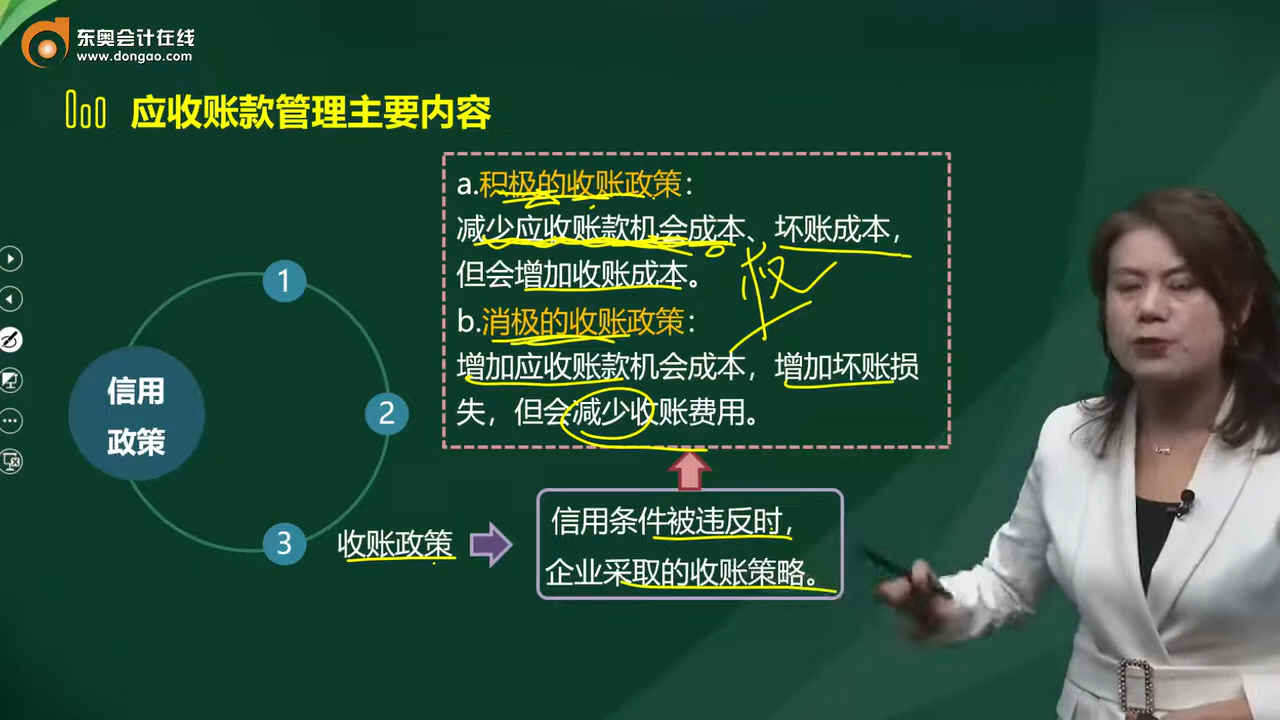 东奥会计在线
www.dongao.com
应收账款管理主要内容
a.积极的收账政策：
减少应收账款机会成本、坏账成本，
但会增加收账成本。
权
b.消极的收账政策：
增加应收账款机会成本，增加坏账损
失，但会减少收账费用。
1
信用
政策
2
3
收账政策
信用条件被违反时，
企业采取的收账策略。